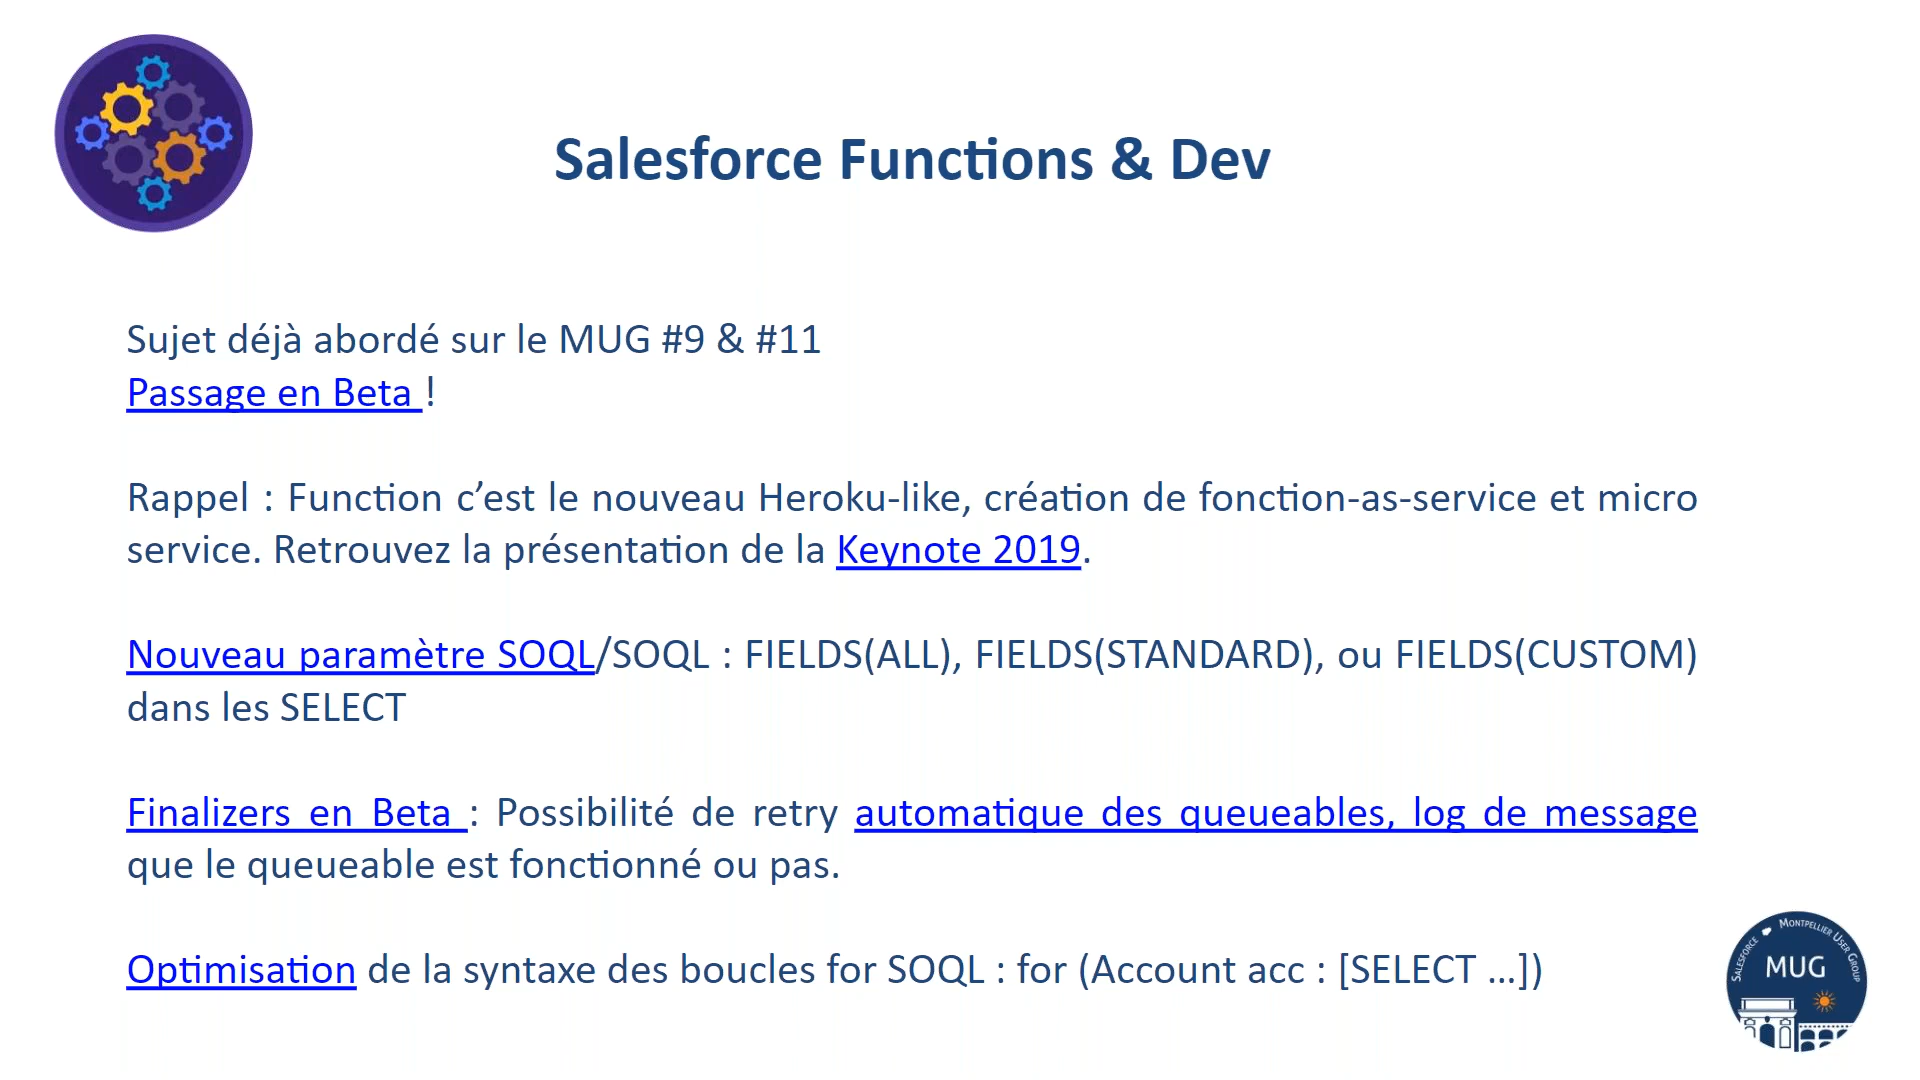 Salesforce Functions & Dev
Sujet déjà abordé sur le MUG #9 & #11
Passage en Beta !
Rappel : Function c’est le nouveau Heroku-like, création de fonction-as-service et micro
service. Retrouvez la présentation de la Keynote 2019.
Nouveau paramètre SOQL/SOQL : FIELDS(ALL), FIELDS(STANDARD), ou FIELDS(CUSTOM)
dans les SELECT
Finalizers en Beta : Possibilité de retry automatique des queueables, log de message
que le queueable est fonctionné ou pas.
Optimisation de la syntaxe des boucles for SOQL : for (Account acc : [SELECT ...])
SALESFORCE MONTPELLIER USER GROUP
MUG